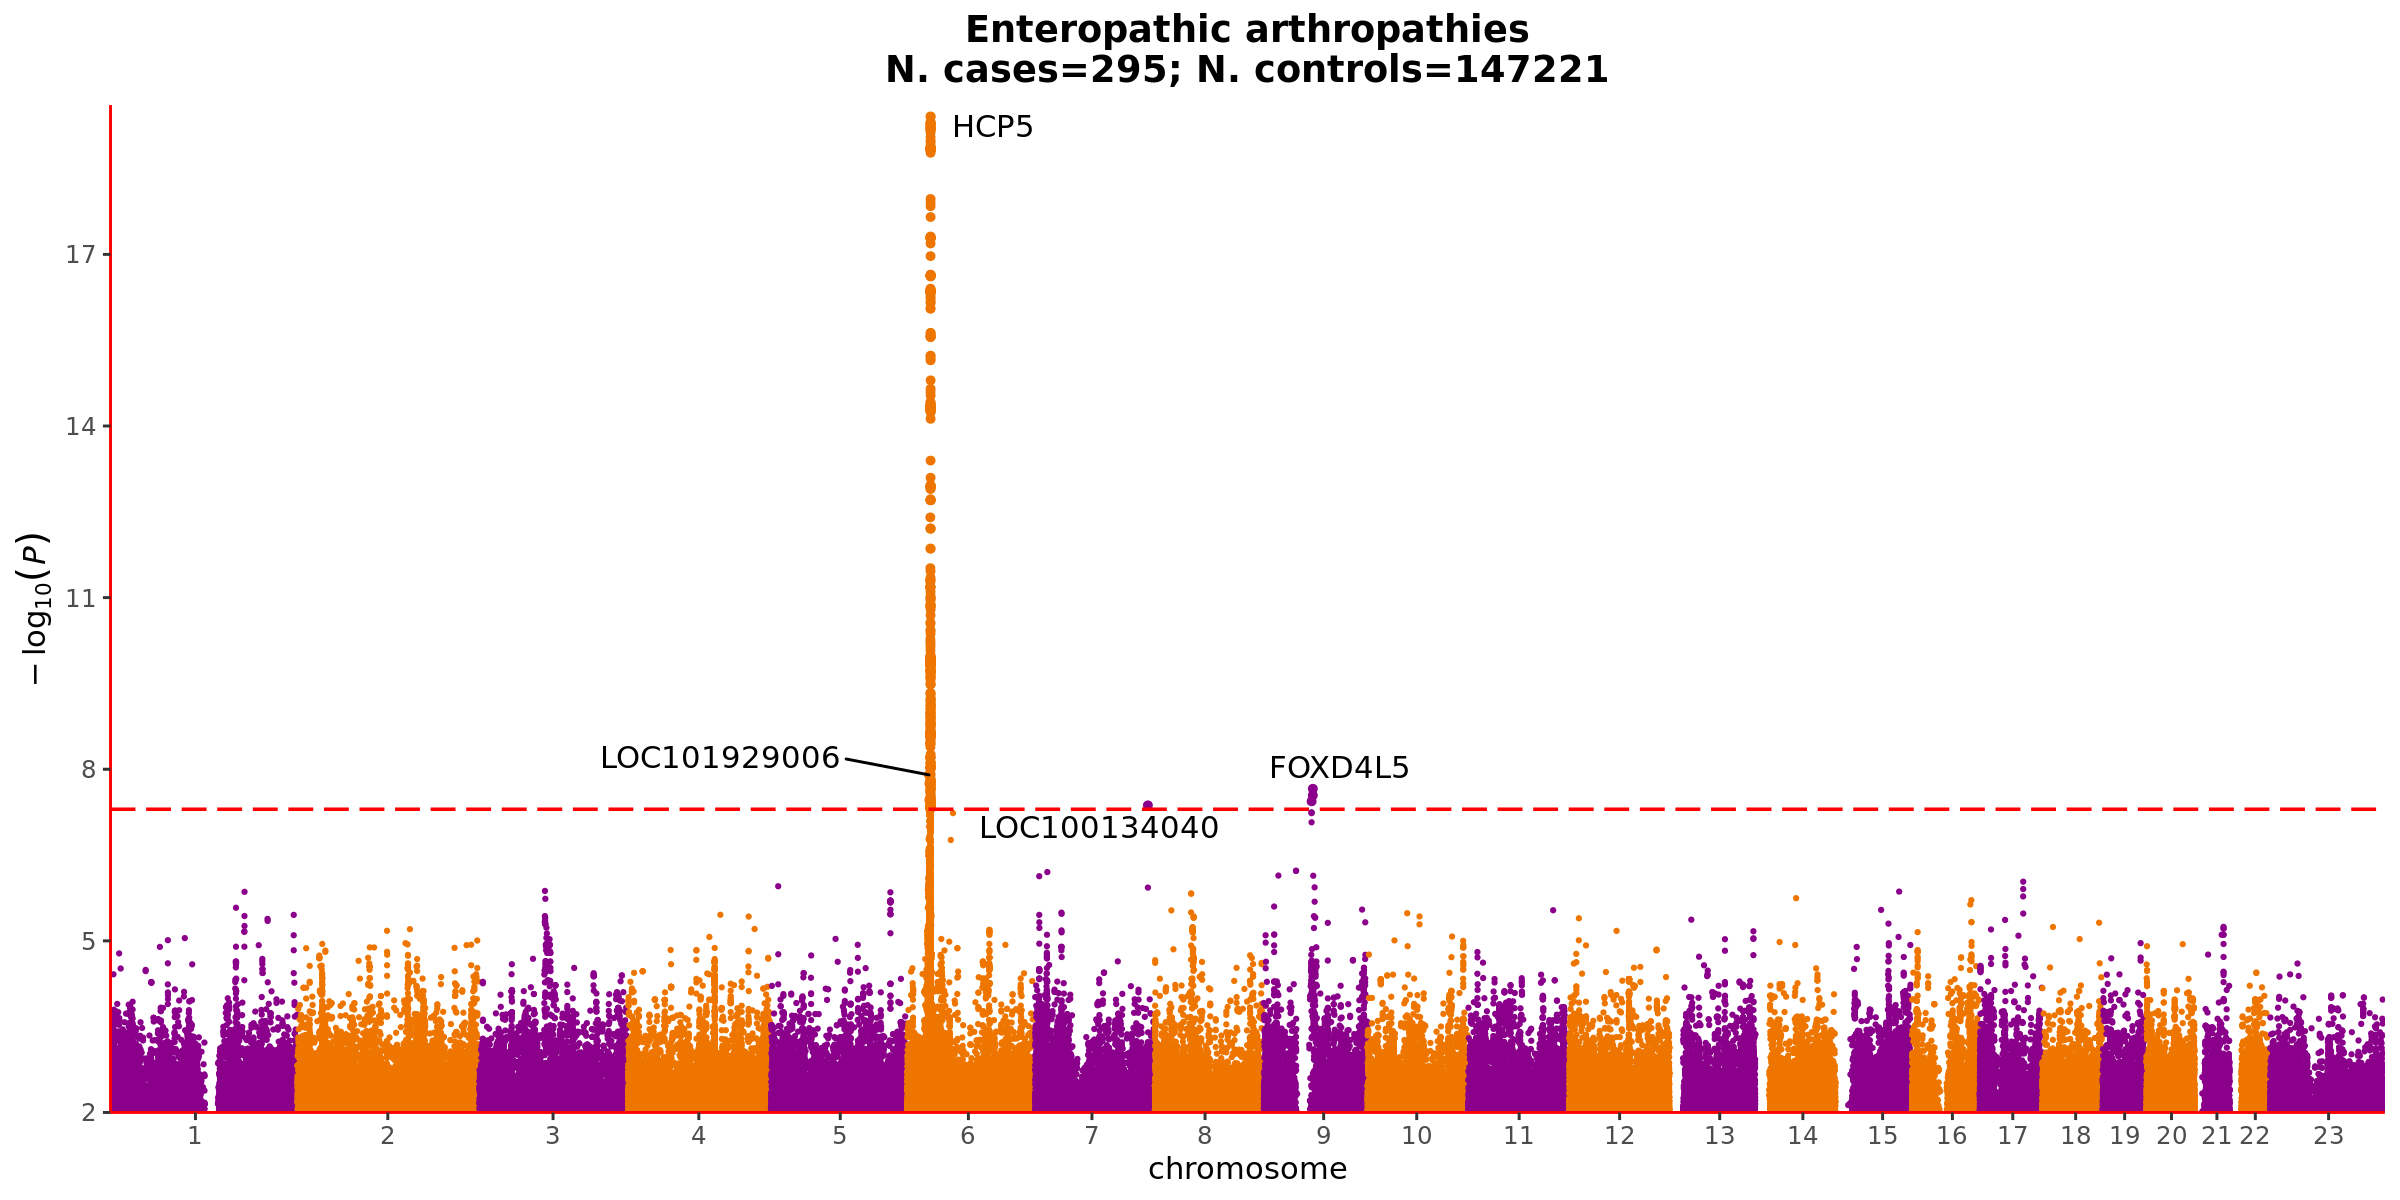 Enteropathic arthropathies
N. cases=295; N. controls=147221
HCP5
17
14
11
LOC101929006
FOXD4L5
8
LOC100134040
5
2
−log10(P)
1 2 3 4 5 6 7 8 9 10 11 12 13 14 15 16 17 18 19 20 21 22 23
chromosome